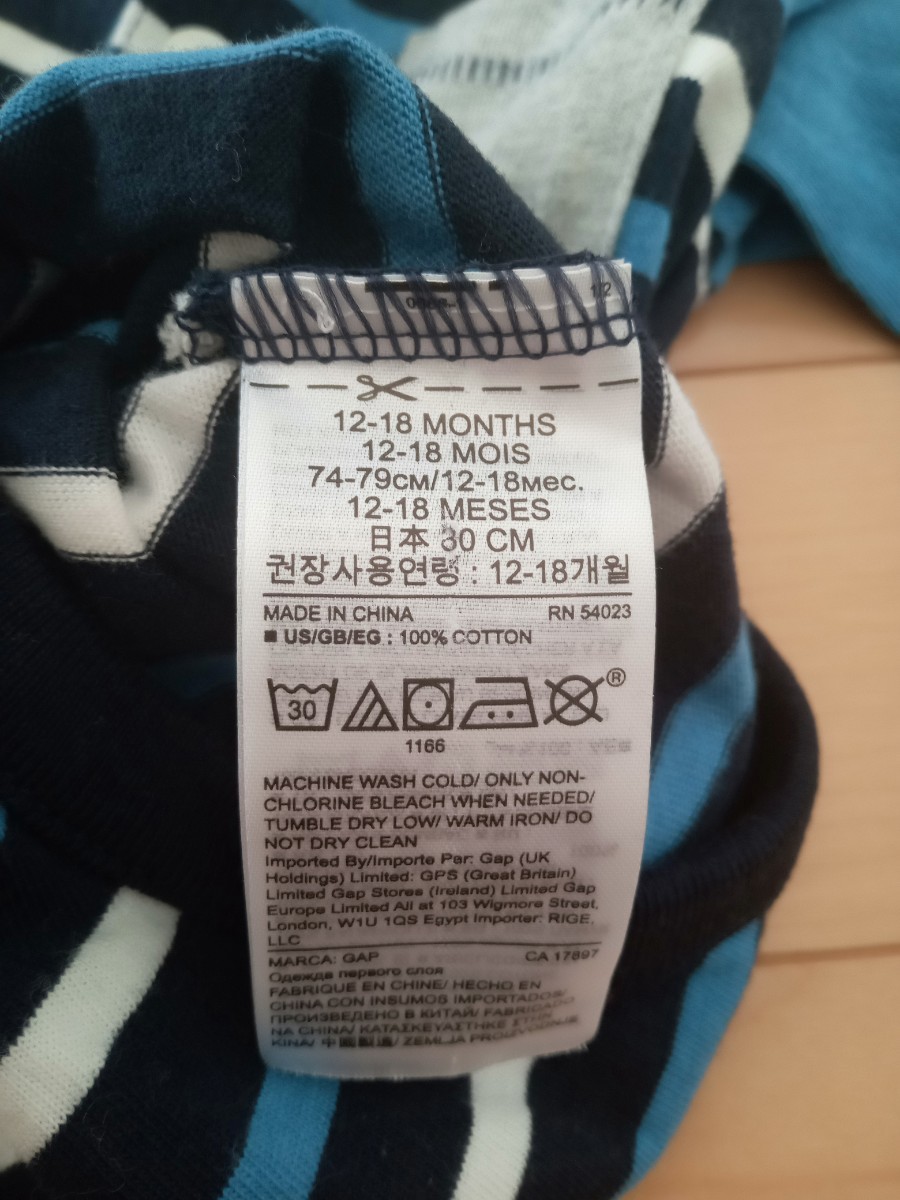 1/2
12-18 MONTHS
12-18 MOIS
74-79см/12-18мес.
12-18 MESES
日本 80 CM
권장사용연령 : 12-18개월
MADE IN CHINA RN 54023
■ US/GB/EG : 100% COTTON
30
®
1166
MACHINE WASH COLD/ ONLY NON-
CHLORINE BLEACH WHEN NEEDED/
TUMBLE DRY LOW/ WARM IRON/ DO
NOT DRY CLEAN
Imported By/Importe Par: Gap (UK
Holdings) Limited: GPS (Great Britain)
Limited Gap Stores (Ireland) Limited Gap
Europe Limited All at 103 Wigmore Street,
London, W1U 1QS Egypt Importer: RIGE,
LLC
MARCA: GAP CA 17897
Одежда первого слоя
FABRIQUE EN CHINE/ HECHO EN
CHINA CON INSUMOS IMPORTADOS/
ПРОИЗВЕДЕНО В КИТАЙ/ FABRICADO
NA CHINA/ ΚΑΤΑΣΚΕΥΑΣΤΗΚΕ ΣΤΗΝ
KINA/ 中國製造/ ZEMLJA PROIZVODNJE